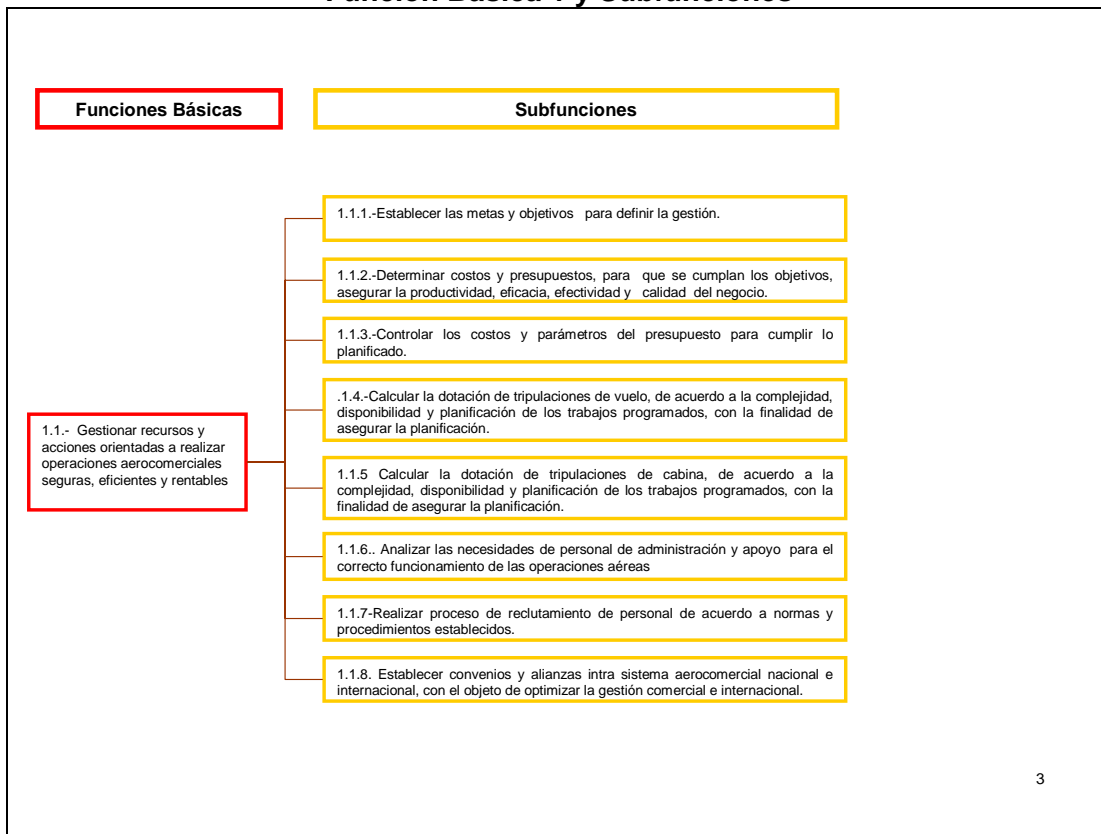 Función Básica 1 y Subfunciones
Funciones Básicas
Subfunciones
1.1.1.-Establecer las metas y objetivos para definir la gestión.
1.1.2.-Determinar costos y presupuestos, para que se cumplan los objetivos,
asegurar la productividad, eficacia, efectividad y calidad del negocio.
1.1.3.-Controlar los costos y parámetros del presupuesto para cumplir lo
planificado.
.1.4.-Calcular la dotación de tripulaciones de vuelo, de acuerdo a la complejidad,
disponibilidad y planificación de los trabajos programados, con la finalidad de
asegurar la planificación.
1.1.- Gestionar recursos y
acciones orientadas a realizar
operaciones aerocomerciales
seguras, eficientes y rentables
1.1.5 Calcular la dotación de tripulaciones de cabina, de acuerdo a la
complejidad, disponibilidad y planificación de los trabajos programados, con la
finalidad de asegurar la planificación.
1.1.6.. Analizar las necesidades de personal de administración y apoyo para el
correcto funcionamiento de las operaciones aéreas
1.1.7-Realizar proceso de reclutamiento de personal de acuerdo a normas y
procedimientos establecidos.
1.1.8. Establecer convenios y alianzas intra sistema aerocomercial nacional e
internacional, con el objeto de optimizar la gestión comercial e internacional.
3